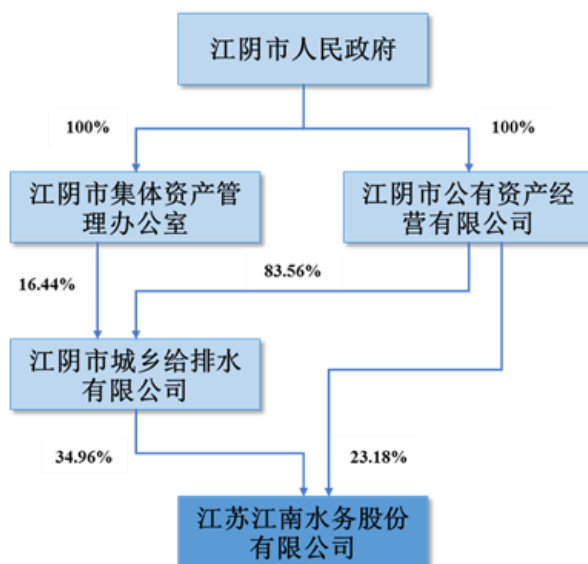 江阴市人民政府
100%
100%
江阴市集体资产管
理办公室
江阴市公有资产经
营有限公司
16.44%
83.56%
江阴市城乡给排水
有限公司
34.96%
23.18%
江苏江南水务股份
有限公司